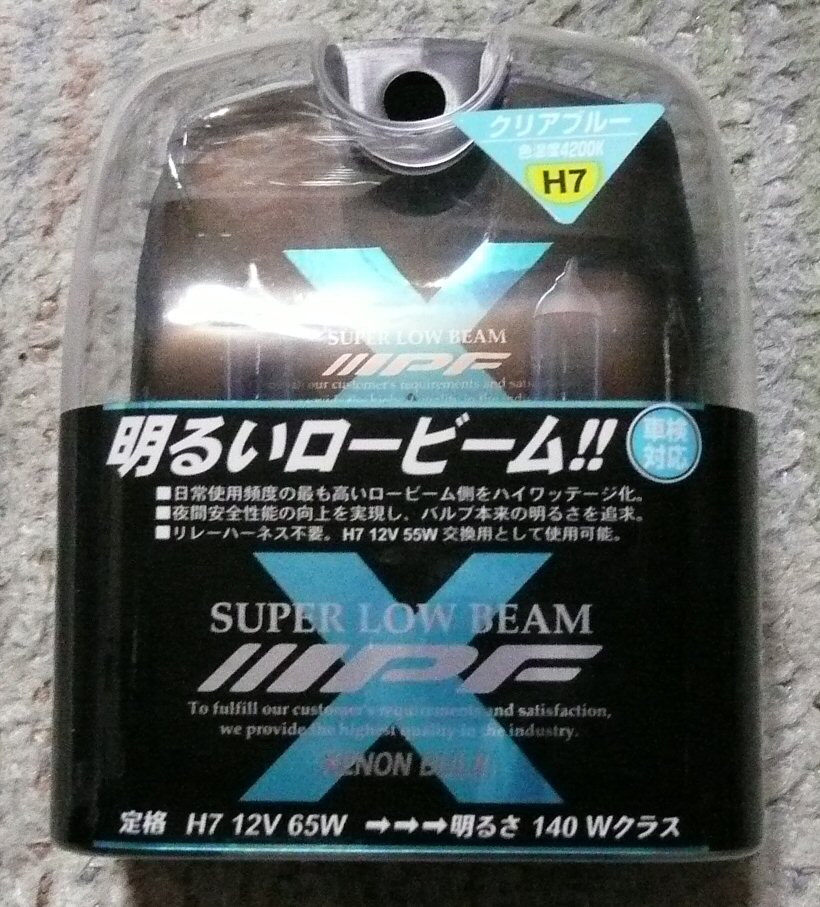 クリアブルー
色温度4200K
H7
SUPER LOW BEAM
IPF
our customer's requirements and
明るいロービーム!!
車検
対応
■日常使用頻度の最も高いロービーム側をハイワッテージ化。
■夜間安全性能の向上を実現し、バルブ本来の明るさを追求。
■リレーハーネス不要。H7 12V 55W 交換用として使用可能。
SUPER LOW BEAM
IPF
To fulfill our customer's requirements and satisfaction,
we provide the highest quality in the industry.
XENON BULB
定格 H7 12V 65W →→→明るさ 140 Wクラス